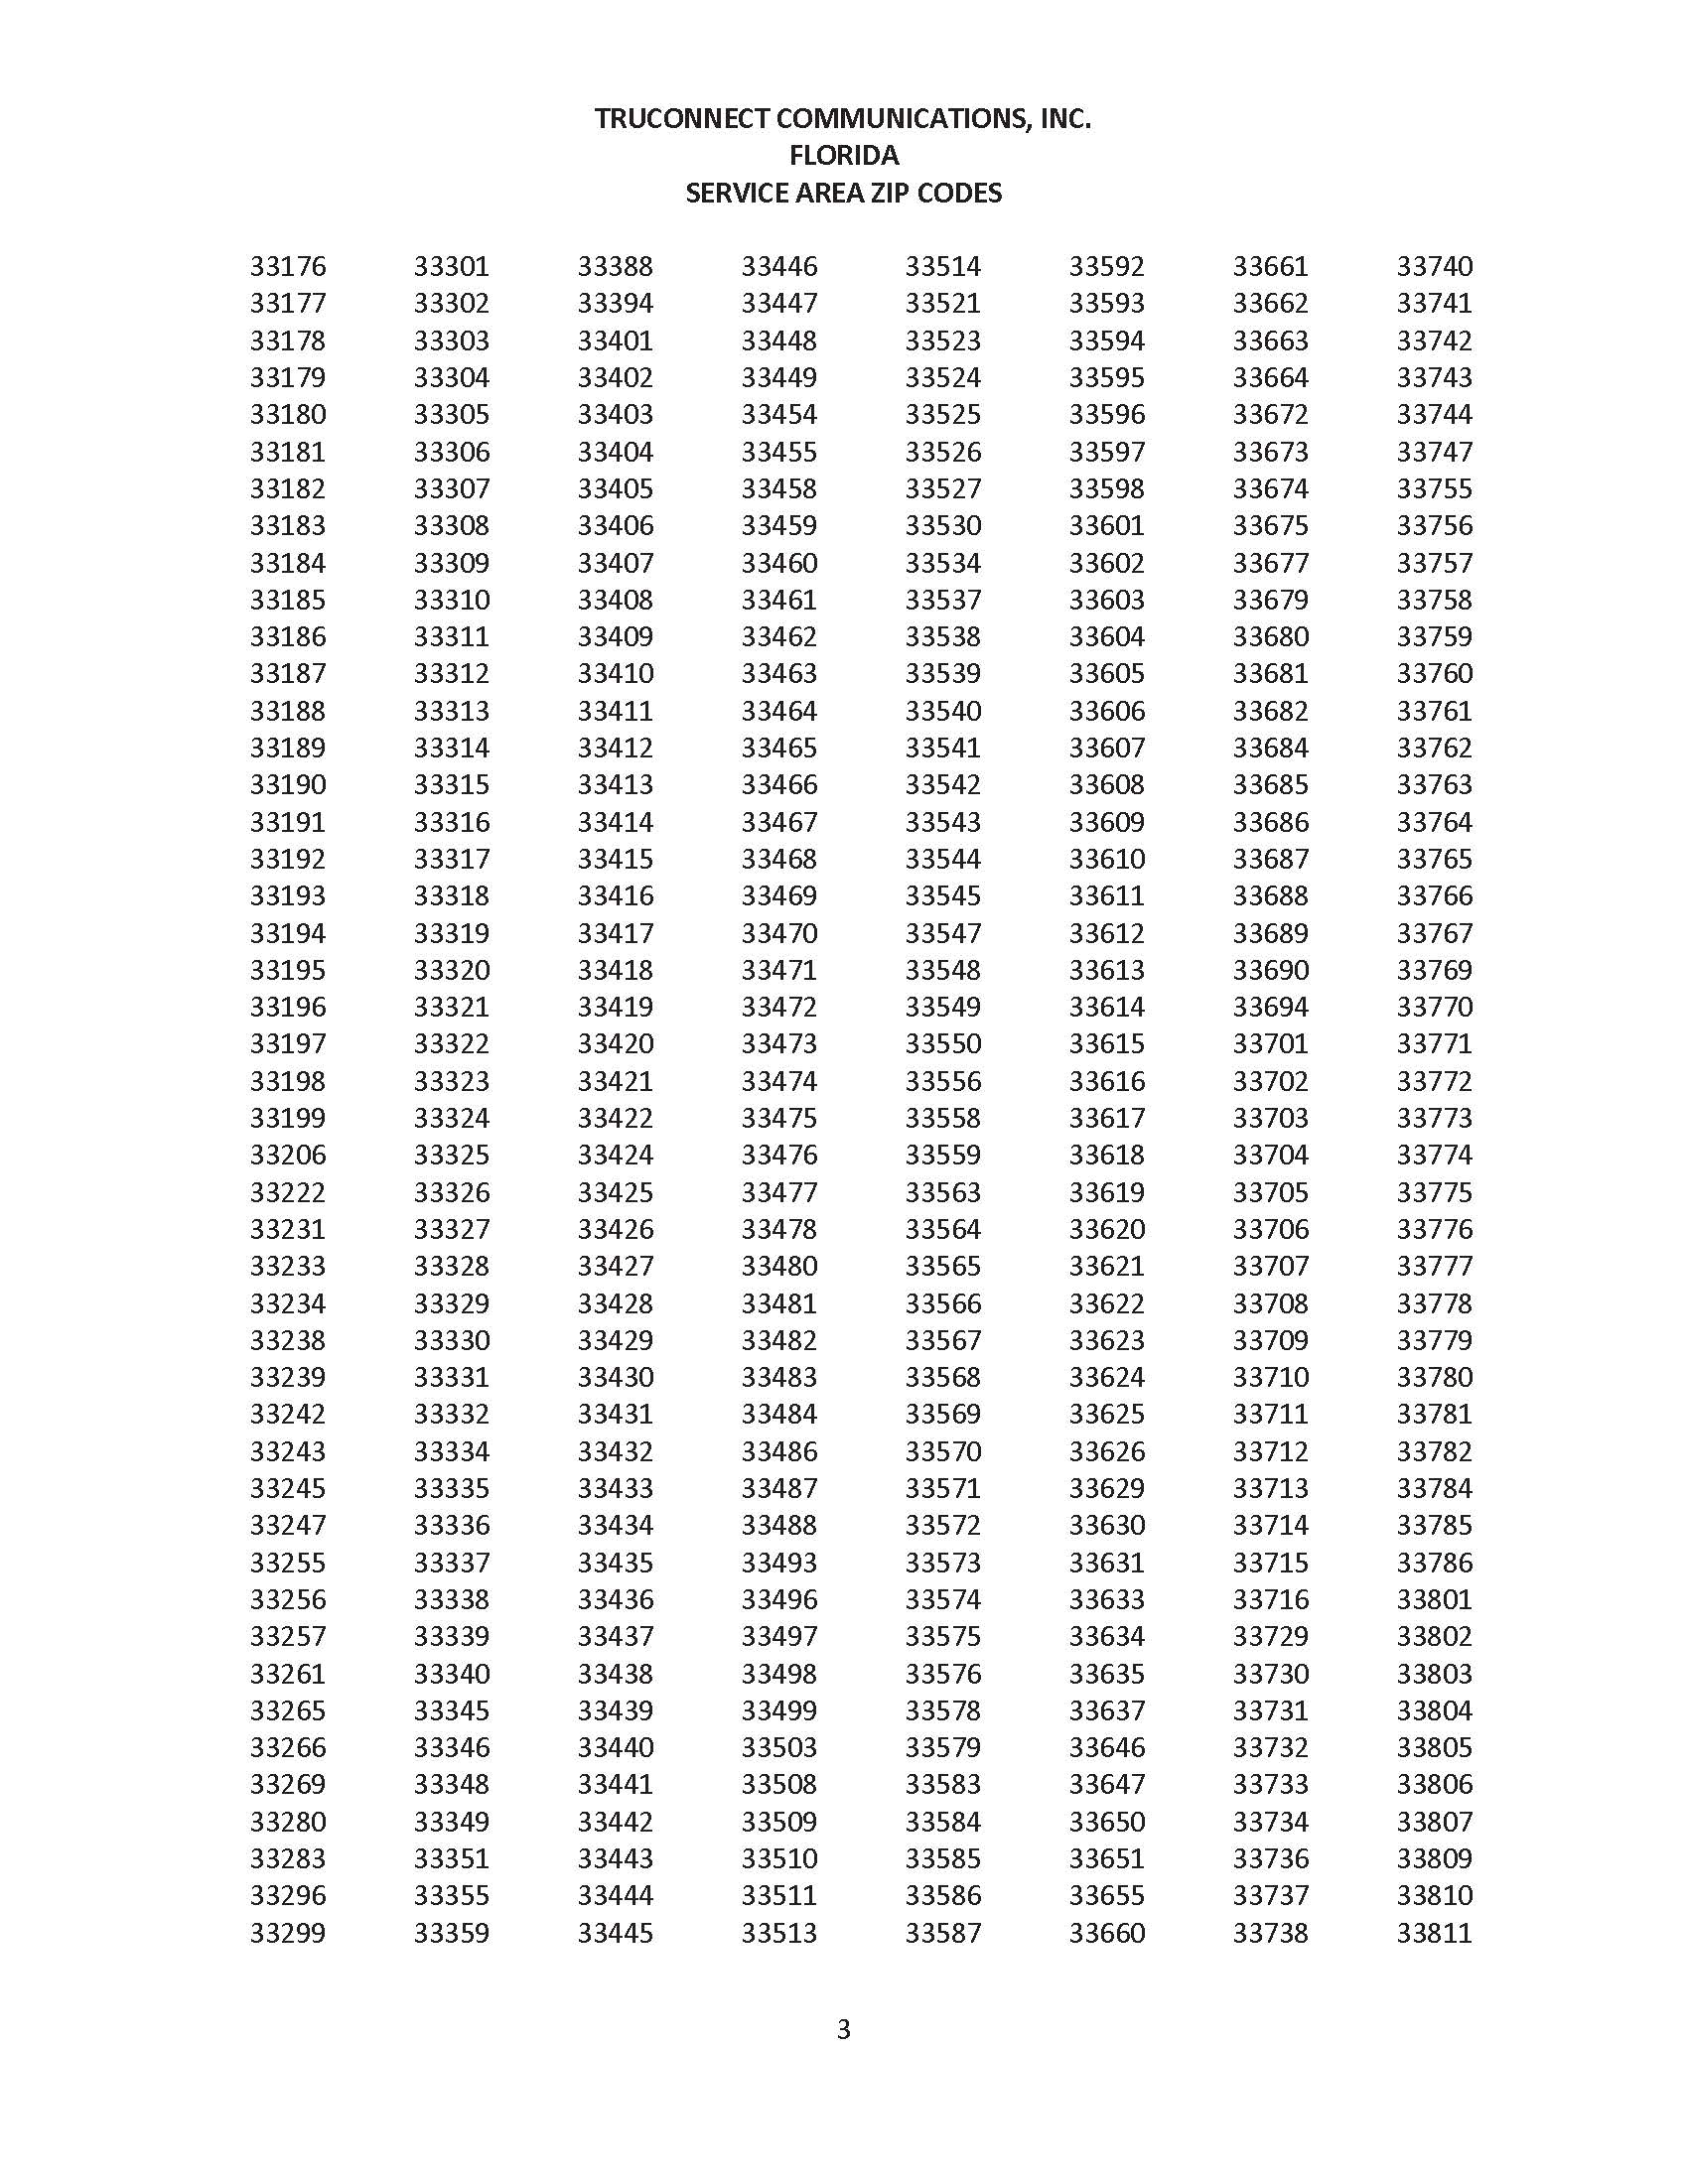 TRUCONNECT COMMUNICATIONS, INC.
FLORIDA
SERVICE AREA ZIP CODES
33176 33301 33388 33446 33514 33592 33661 33740
33177 33302 33394 33447 33521 33593 33662 33741
33178 33303 33401 33448 33523 33594 33663 33742
33179 33304 33402 33449 33524 33595 33664 33743
33180 33305 33403 33454 33525 33596 33672 33744
33181 33306 33404 33455 33526 33597 33673 33747
33182 33307 33405 33458 33527 33598 33674 33755
33183 33308 33406 33459 33530 33601 33675 33756
33184 33309 33407 33460 33534 33602 33677 33757
33185 33310 33408 33461 33537 33603 33679 33758
33186 33311 33409 33462 33538 33604 33680 33759
33187 33312 33410 33463 33539 33605 33681 33760
33188 33313 33411 33464 33540 33606 33682 33761
33189 33314 33412 33465 33541 33607 33684 33762
33190 33315 33413 33466 33542 33608 33685 33763
33191 33316 33414 33467 33543 33609 33686 33764
33192 33317 33415 33468 33544 33610 33687 33765
33193 33318 33416 33469 33545 33611 33688 33766
33194 33319 33417 33470 33547 33612 33689 33767
33195 33320 33418 33471 33548 33613 33690 33769
33196 33321 33419 33472 33549 33614 33694 33770
33197 33322 33420 33473 33550 33615 33701 33771
33198 33323 33421 33474 33556 33616 33702 33772
33199 33324 33422 33475 33558 33617 33703 33773
33206 33325 33424 33476 33559 33618 33704 33774
33222 33326 33425 33477 33563 33619 33705 33775
33231 33327 33426 33478 33564 33620 33706 33776
33233 33328 33427 33480 33565 33621 33707 33777
33234 33329 33428 33481 33566 33622 33708 33778
33238 33330 33429 33482 33567 33623 33709 33779
33239 33331 33430 33483 33568 33624 33710 33780
33242 33332 33431 33484 33569 33625 33711 33781
33243 33334 33432 33486 33570 33626 33712 33782
33245 33335 33433 33487 33571 33629 33713 33784
33247 33336 33434 33488 33572 33630 33714 33785
33255 33337 33435 33493 33573 33631 33715 33786
33256 33338 33436 33496 33574 33633 33716 33801
33257 33339 33437 33497 33575 33634 33729 33802
33261 33340 33438 33498 33576 33635 33730 33803
33265 33345 33439 33499 33578 33637 33731 33804
33266 33346 33440 33503 33579 33646 33732 33805
33269 33348 33441 33508 33583 33647 33733 33806
33280 33349 33442 33509 33584 33650 33734 33807
33283 33351 33443 33510 33585 33651 33736 33809
33296 33355 33444 33511 33586 33655 33737 33810
33299 33359 33445 33513 33587 33660 33738 33811
3